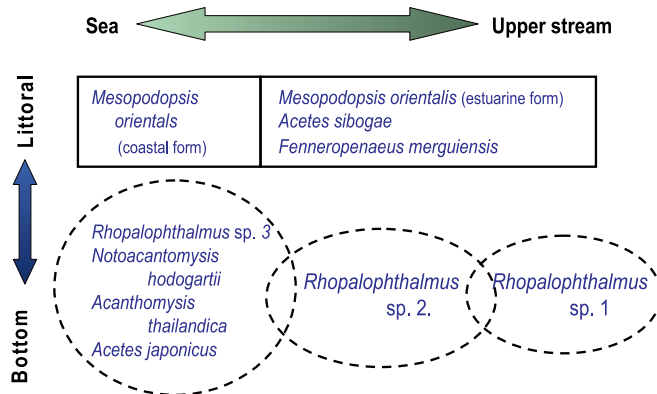 Sea
Upper stream
Littoral
Bottom
Mesopodopsis
orientals
(coastal form)
Mesopodopsis orientalis (estuarine form)
Acetes sibogae
Fenneropenaeus merguiensis
Rhopalophthalmus sp. 3
Notoacantomysis
hodogartii
Acanthomysis
thailandica
Acetes japonicus
Rhopalophthalmus
sp. 2.
Rhopalophthalmus
sp. 1